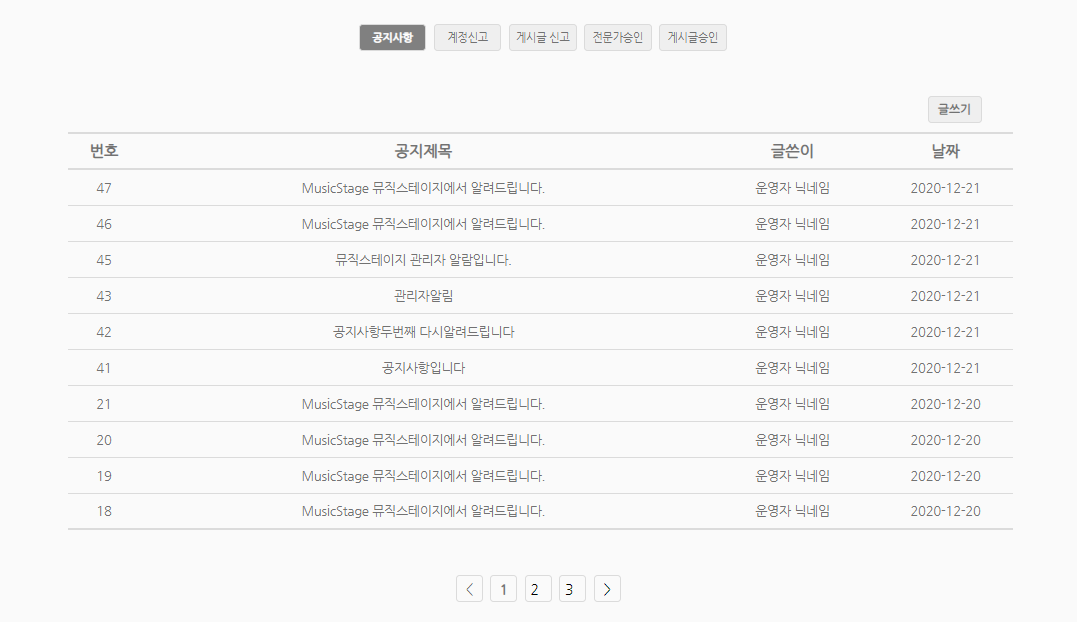 공지사항 계정신고 게시글 신고 전문가승인 게시글승인
글쓰기
번호 공지제목 글쓴이 날짜
47 MusicStage 뮤직스테이지에서 알려드립니다. 운영자 닉네임 2020-12-21
46 MusicStage 뮤직스테이지에서 알려드립니다. 운영자 닉네임 2020-12-21
45 뮤직스테이지 관리자 알람입니다. 운영자 닉네임 2020-12-21
43 관리자알림 운영자 닉네임 2020-12-21
42 공지사항두번째 다시알려드립니다 운영자 닉네임 2020-12-21
41 공지사항입니다 운영자 닉네임 2020-12-21
21 MusicStage 뮤직스테이지에서 알려드립니다. 운영자 닉네임 2020-12-20
20 MusicStage 뮤직스테이지에서 알려드립니다. 운영자 닉네임 2020-12-20
19 MusicStage 뮤직스테이지에서 알려드립니다. 운영자 닉네임 2020-12-20
18 MusicStage 뮤직스테이지에서 알려드립니다. 운영자 닉네임 2020-12-20
< 1 2 3 >